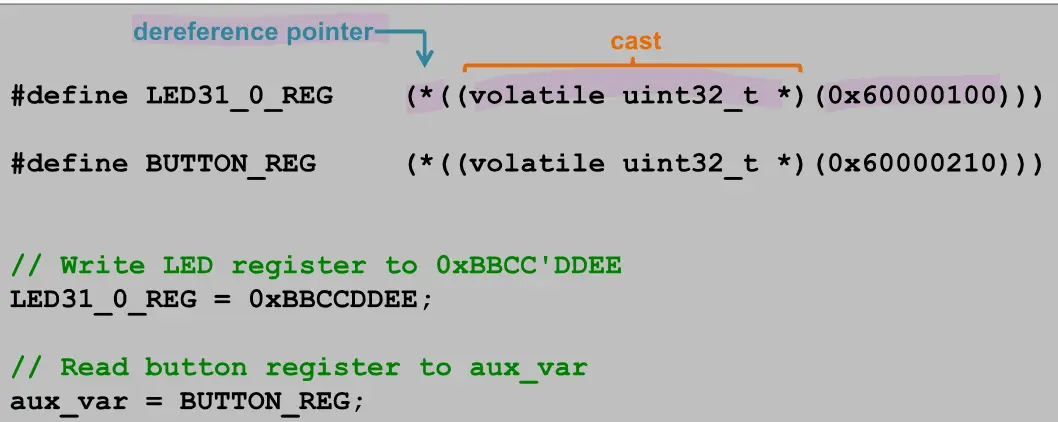 dereference pointer
cast
#define LED31_0_REG (*((volatile uint32_t *)(0x60000100)))
#define BUTTON_REG (*((volatile uint32_t *)(0x60000210)))
// Write LED register to 0xBBCC'DDEE
LED31_0_REG = 0xBBCCDDEE;
// Read button register to aux_var
aux_var = BUTTON_REG;